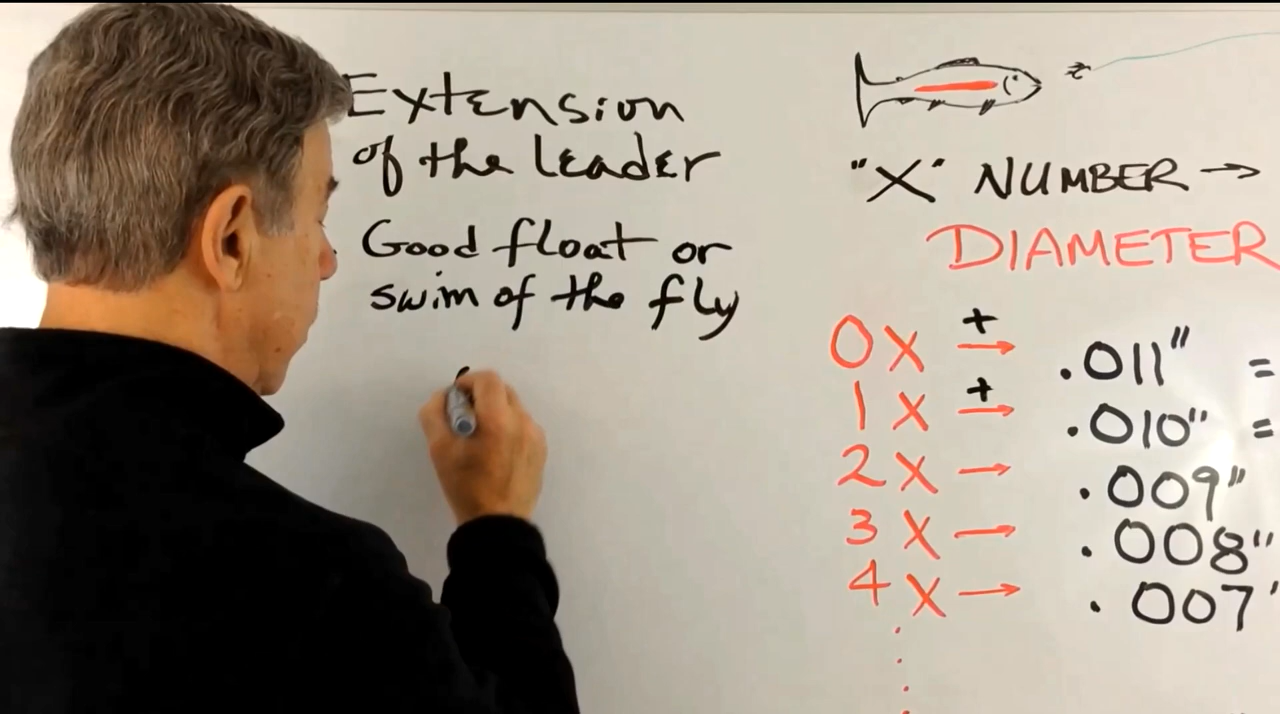 Extension
of the leader
Good float or
swim of the fly
"X" NUMBER →
DIAMETER
0X + → .011" =
1X + → .010" =
2X → .009"
3X → .008"
4X → .007'